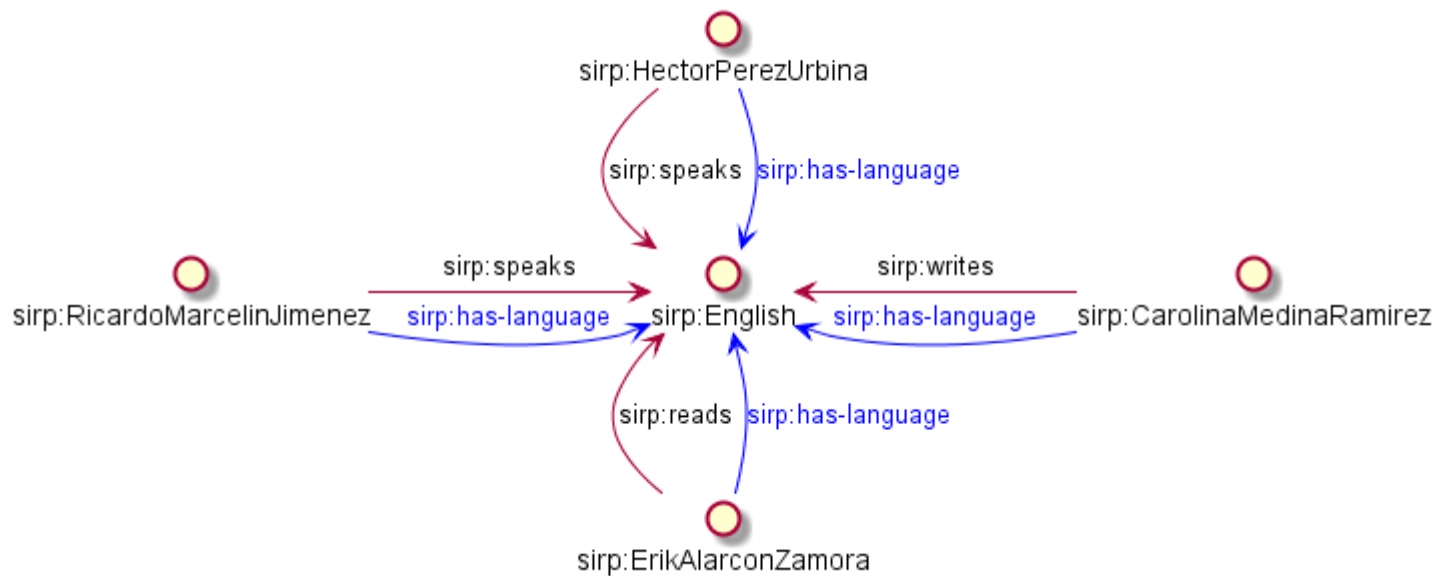 sirp:HectorPerezUrbina
sirp:speaks
sirp:has-language
sirp:speaks
sirp:writes
sirp:RicardoMarcelinJimenez
sirp:has-language
sirp:English
sirp:has-language
sirp:CarolinaMedinaRamirez
sirp:reads
sirp:has-language
sirp:ErikAlarconZamora